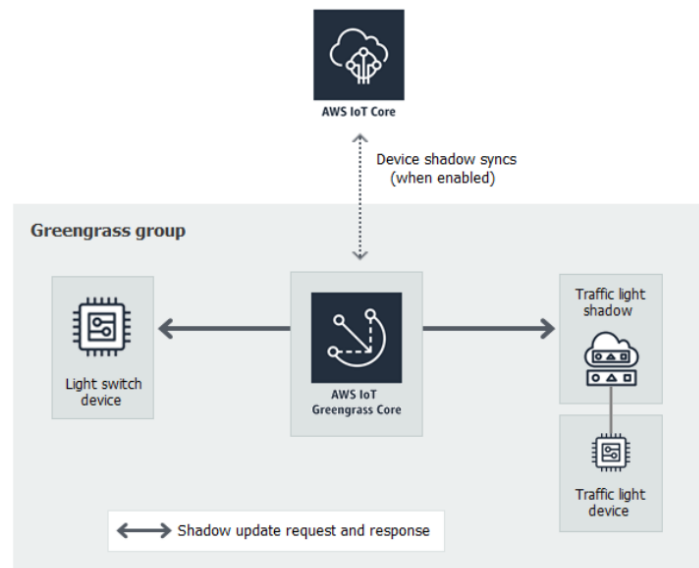 AWS IoT Core
Device shadow syncs
(when enabled)
Greengrass group
Light switch
device
AWS IoT
Greengrass Core
Traffic light
shadow
Traffic light
device
Shadow update request and response